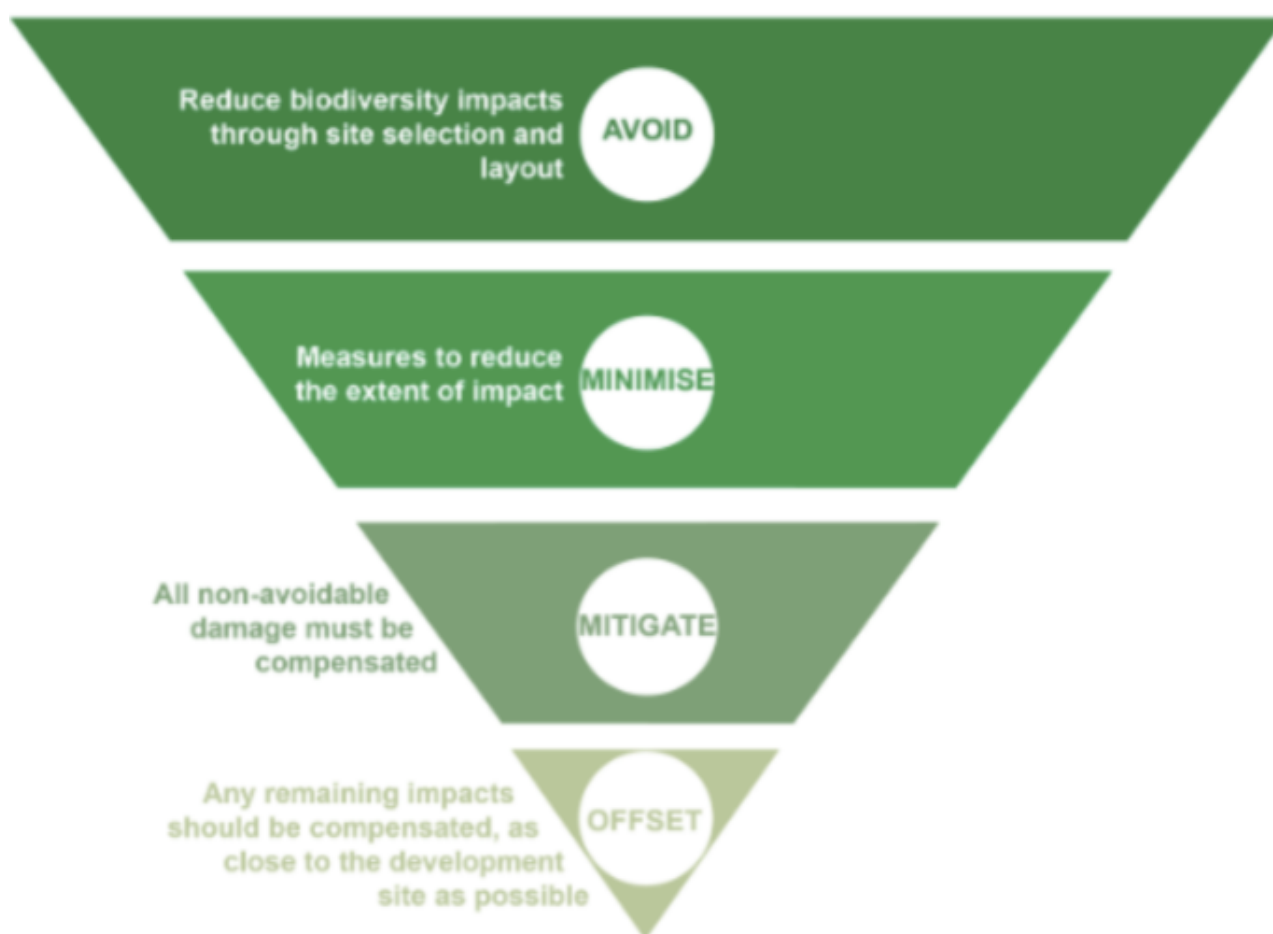 Reduce biodiversity impacts
through site selection and
layout
AVOID
Measures to reduce
the extent of impact
MINIMISE
All non-avoidable
damage must be
compensated
MITIGATE
Any remaining impacts
should be compensated, as
close to the development
site as possible
OFFSET